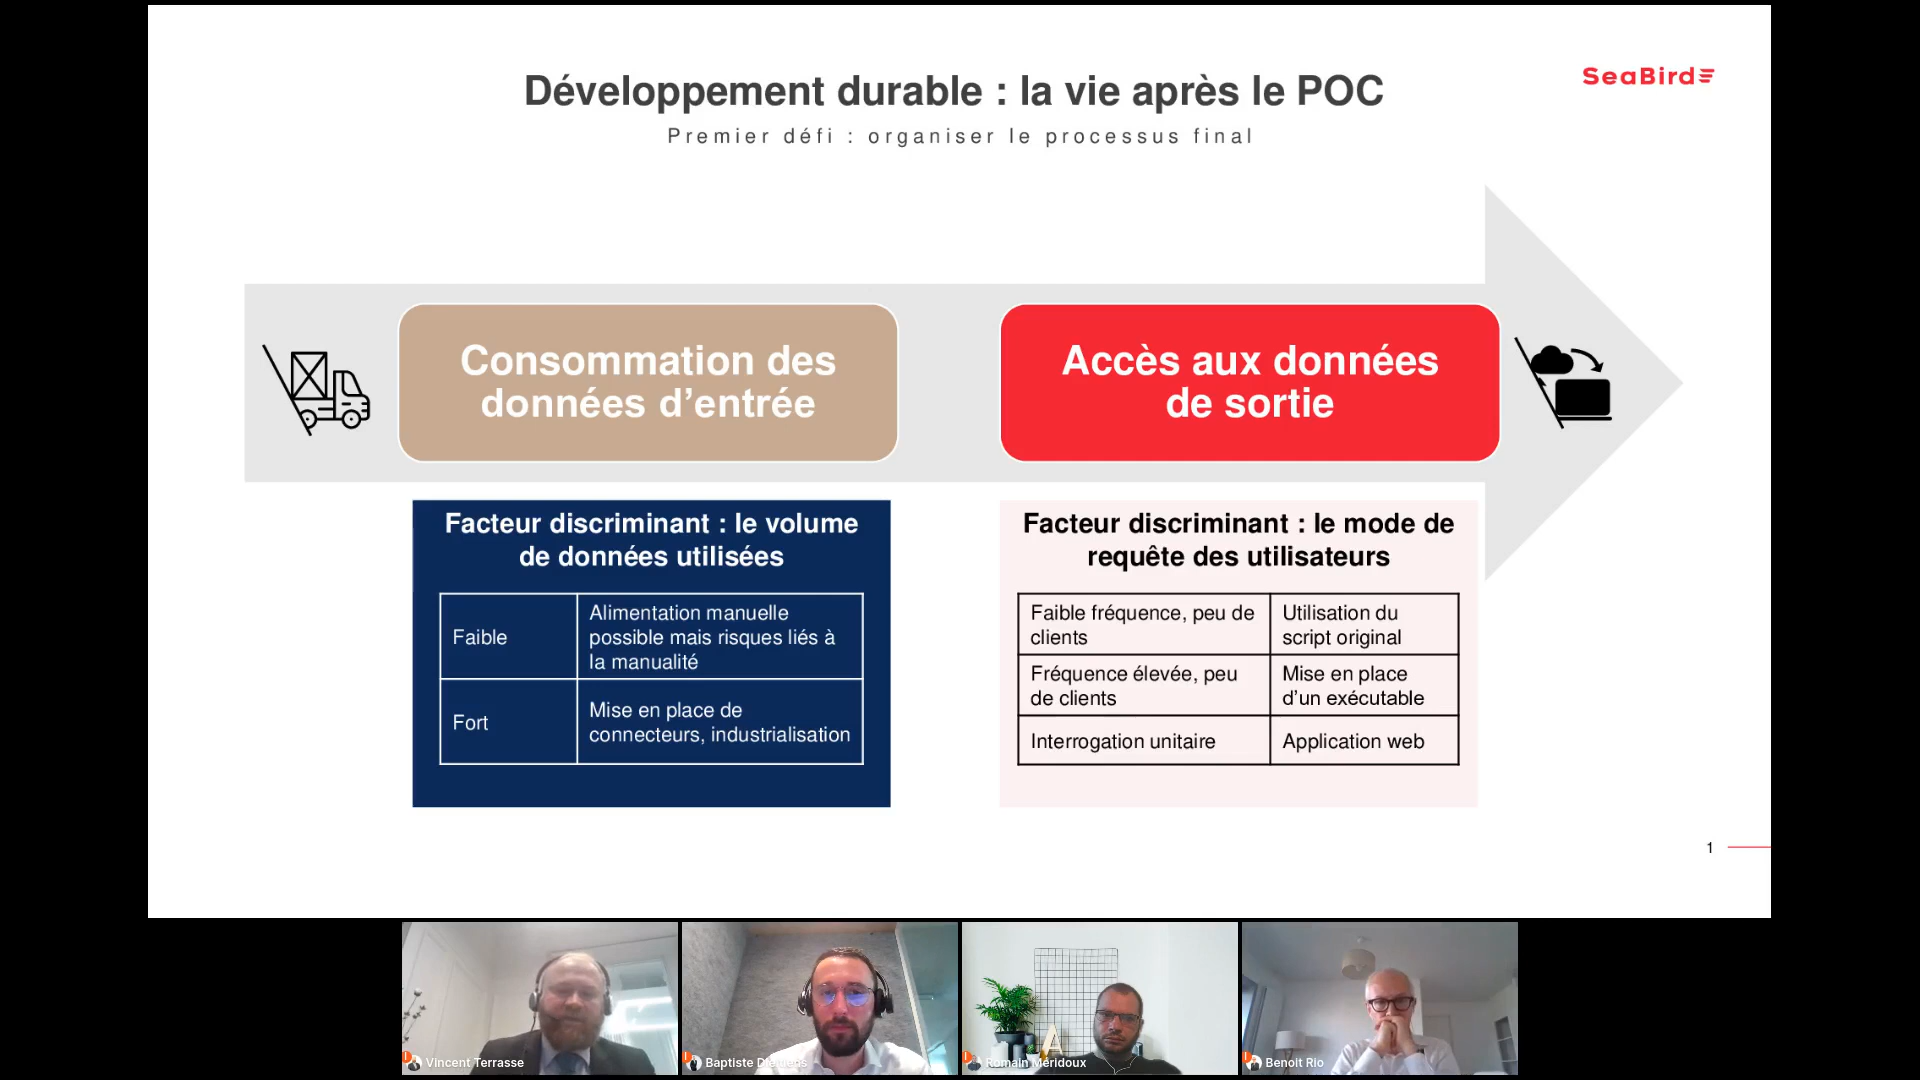 Développement durable : la vie après le POC
SeaBird
Premier défi : organiser le processus final
Consommation des
données d’entrée
Accès aux données
de sortie
Facteur discriminant : le volume
de données utilisées
Faible
Alimentation manuelle
possible mais risques liés à
la manualité
Fort
Mise en place de
connecteurs, industrialisation
Facteur discriminant : le mode de
requête des utilisateurs
Faible fréquence, peu de
clients
Utilisation du
script original
Fréquence élevée, peu
de clients
Mise en place
d’un exécutable
Interrogation unitaire
Application web
1
Vincent Terrasse
Baptiste
Romain Méridoux
Benoit Rio